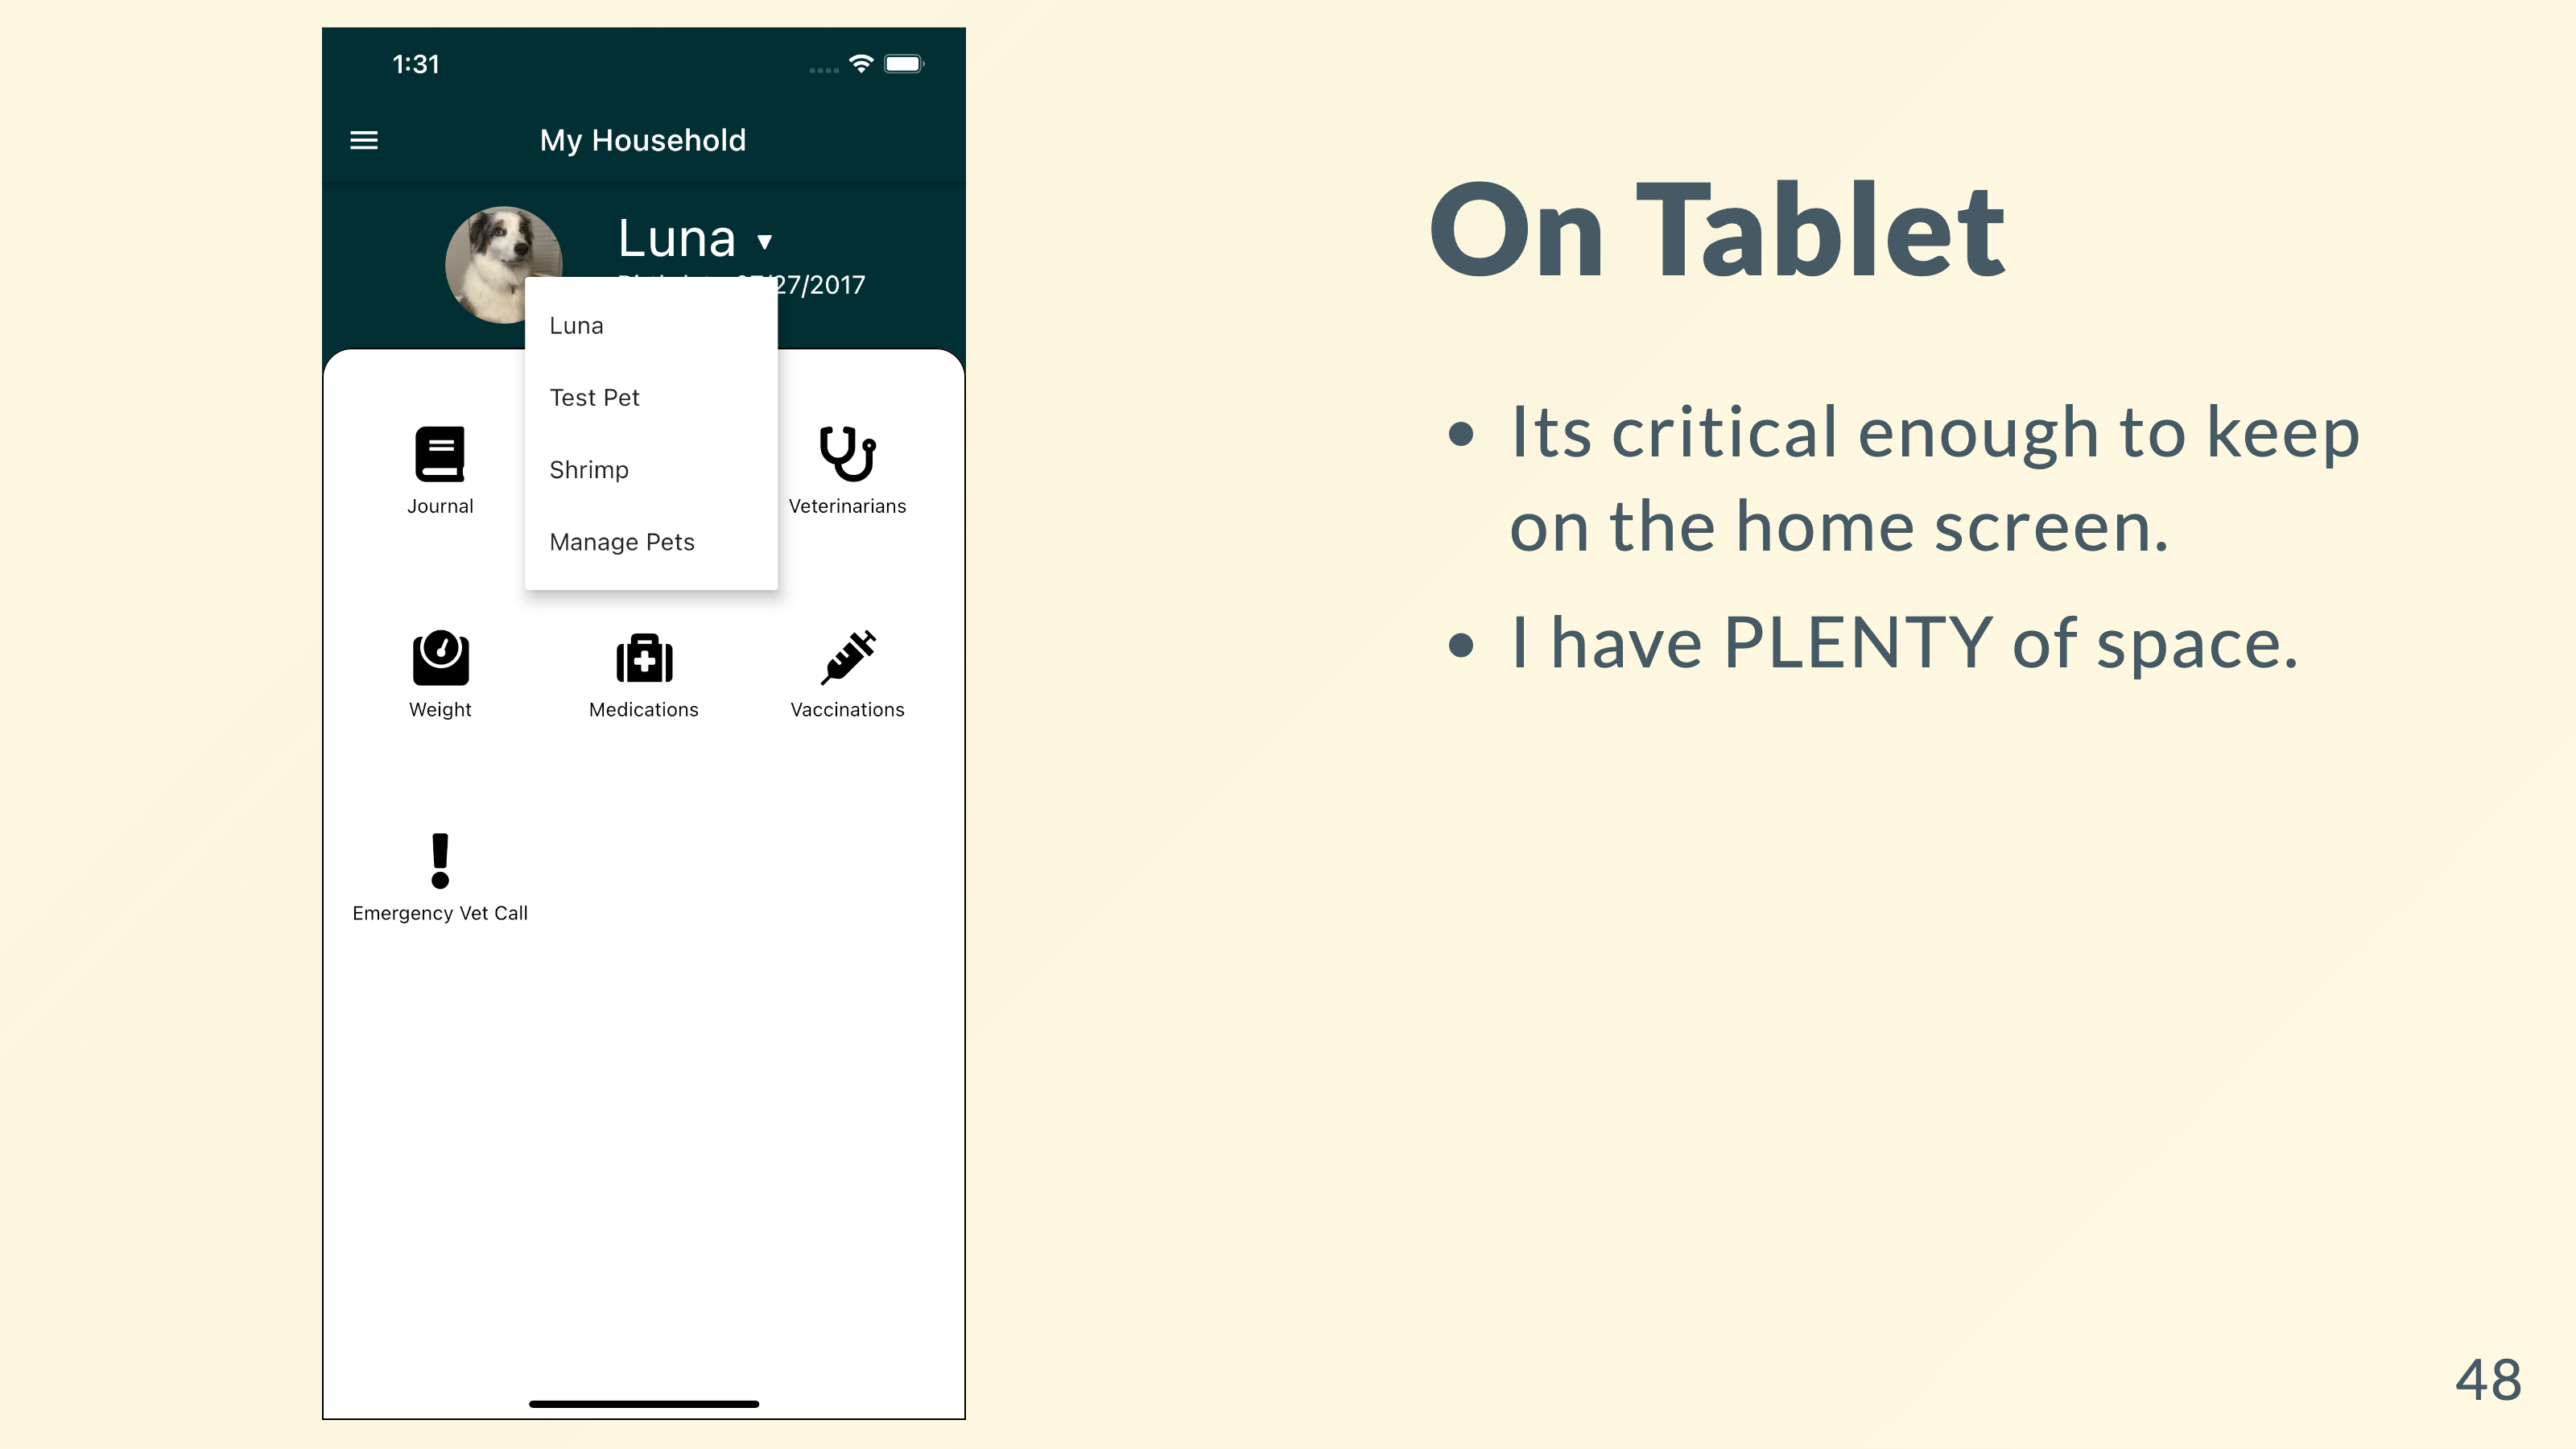 1:31
My Household
Luna
27/2017
Luna
Test Pet
Shrimp
Manage Pets
Journal
Veterinarians
Weight
Medications
Vaccinations
Emergency Vet Call
On Tablet
• Its critical enough to keep
on the home screen.
• I have PLENTY of space.
48